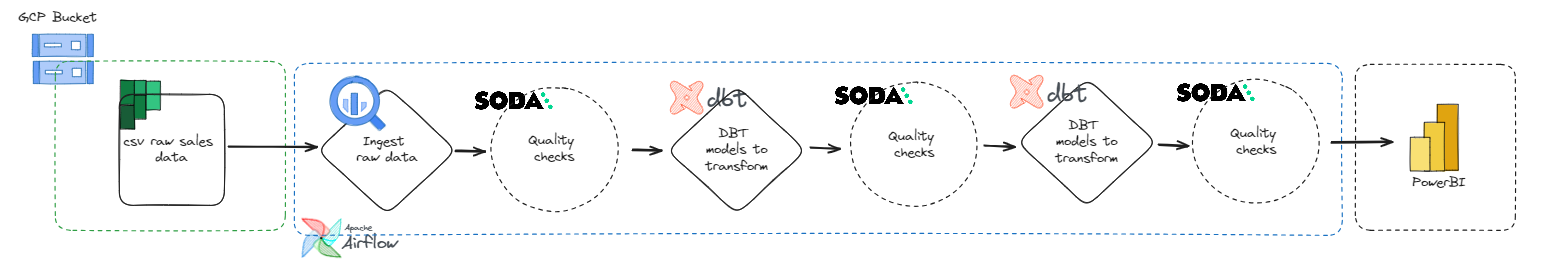 GCP Bucket
csv raw sales
data
Ingest
raw data
SODA
Quality
checks
dbt
DBT
models to
transform
SODA
Quality
checks
dbt
DBT
models to
transform
SODA
Quality
checks
PowerBI
Apache
Airflow